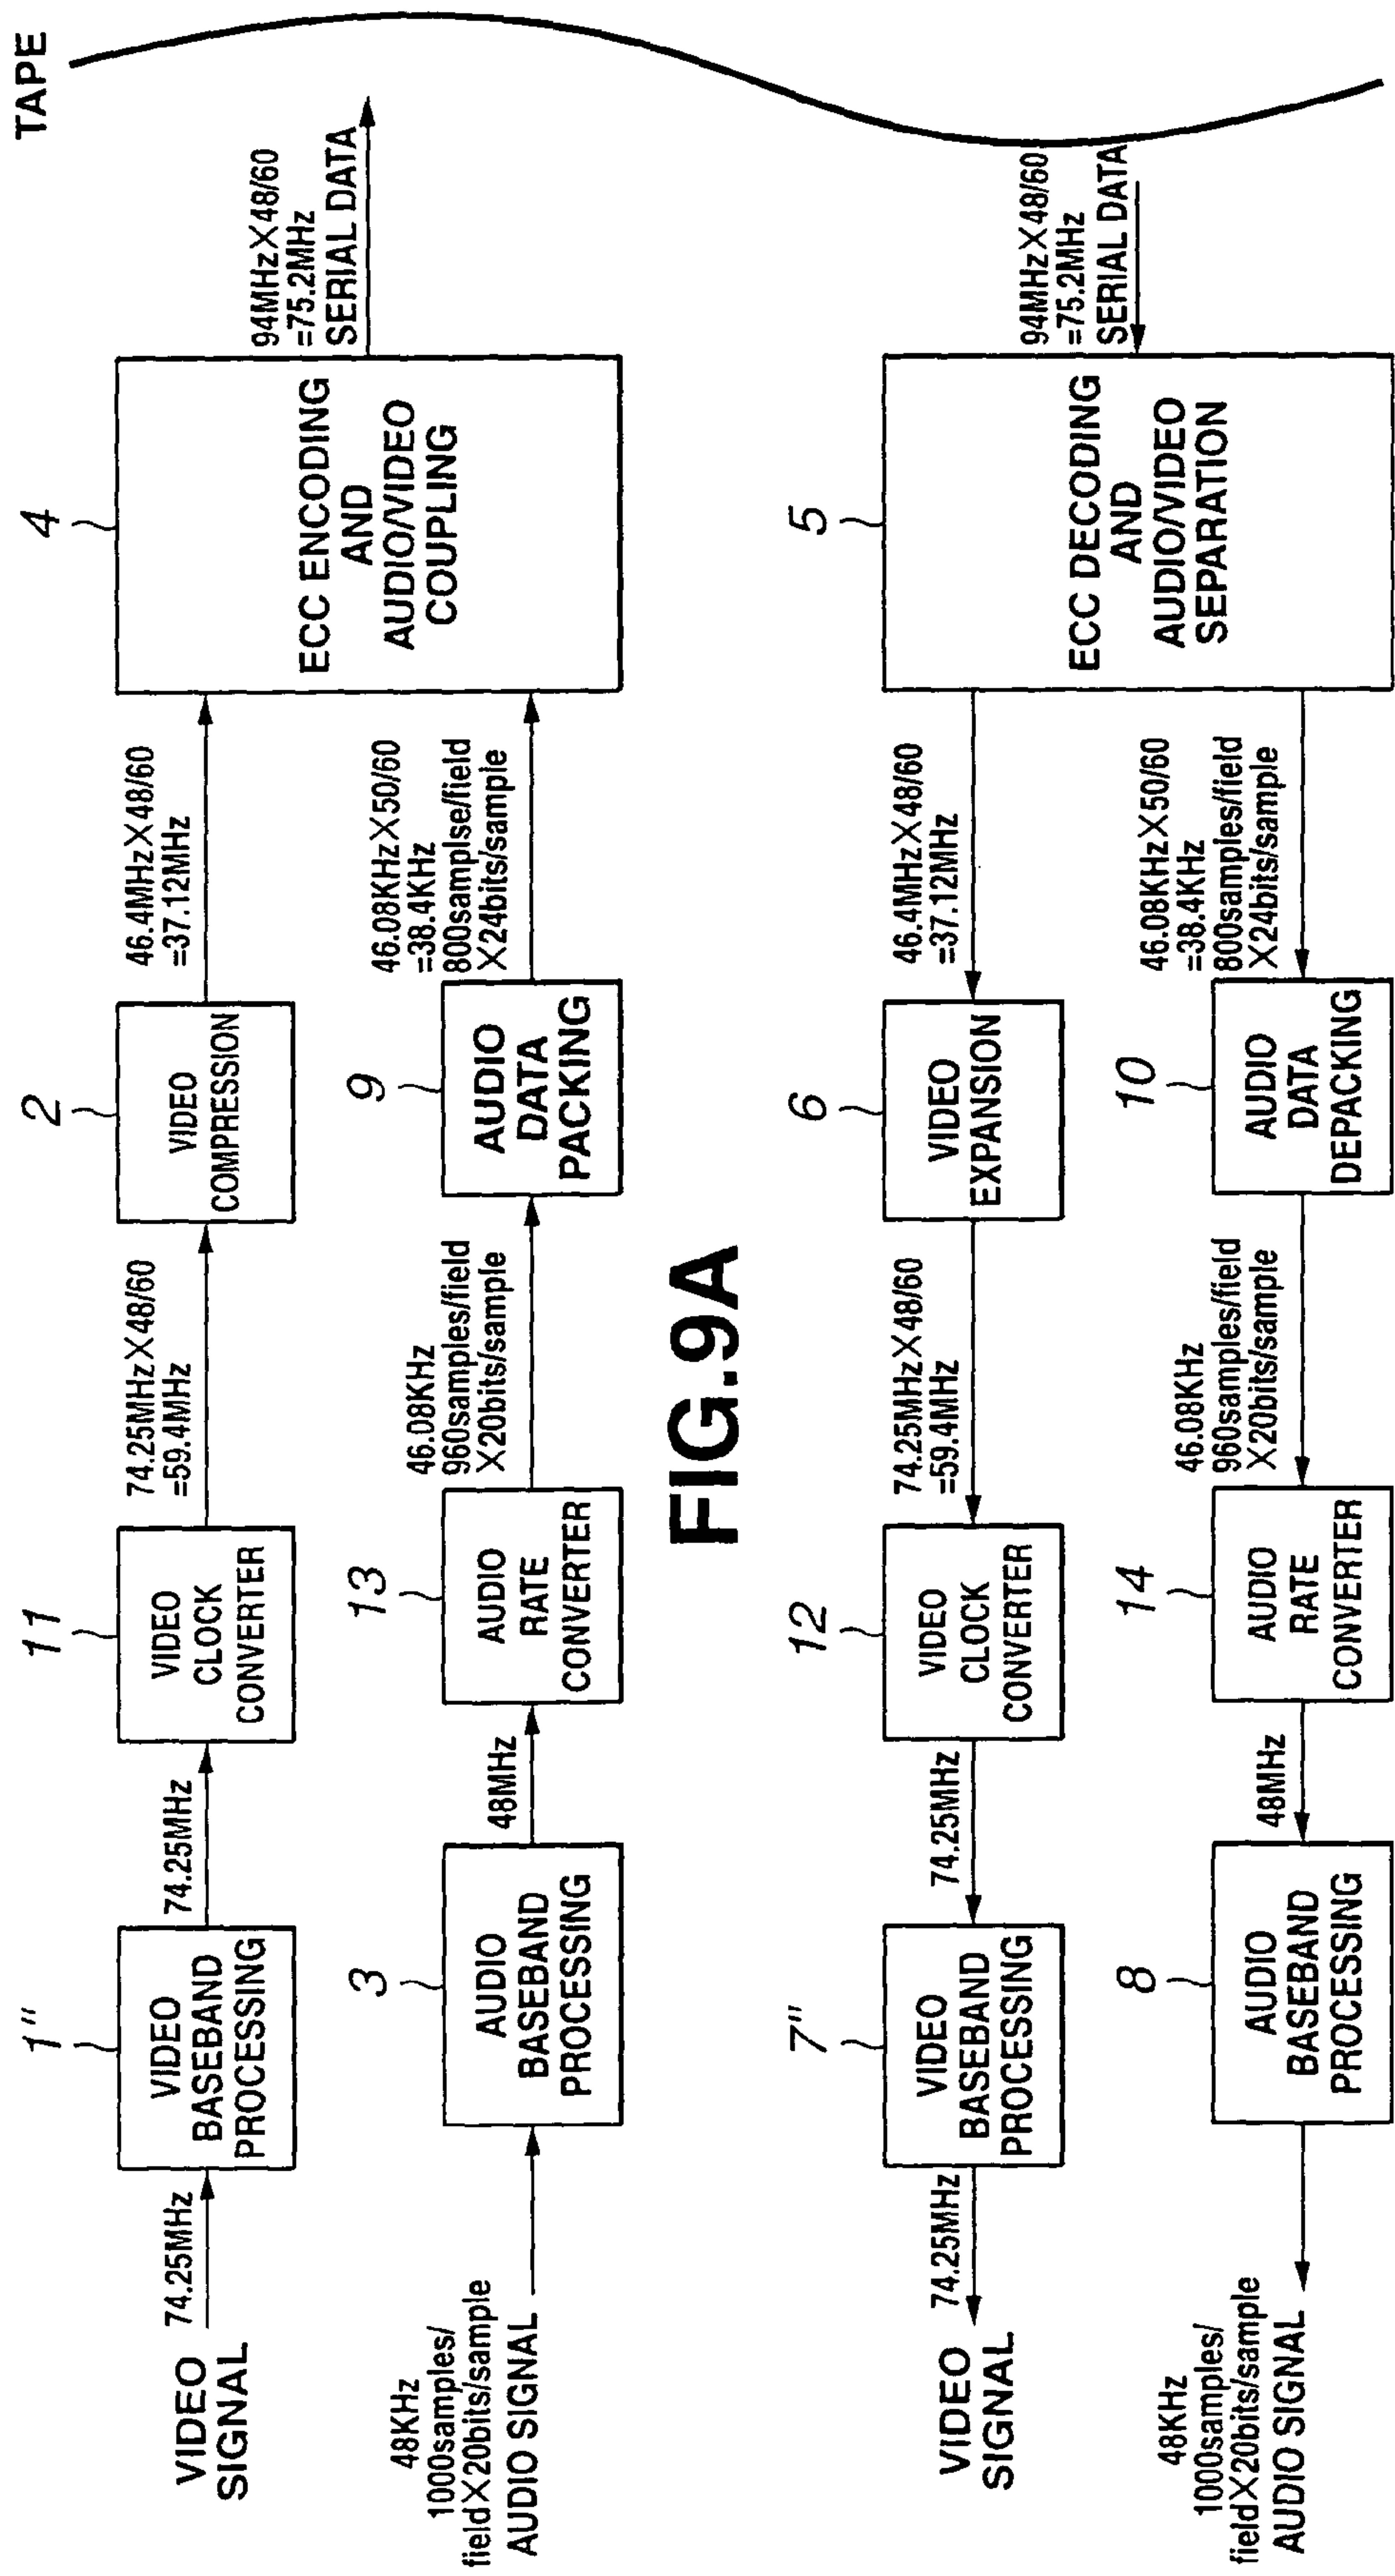 TAPE
1"
VIDEO
SIGNAL
74.25MHz
VIDEO
BASEBAND
PROCESSING
74.25MHz
11
VIDEO
CLOCK
CONVERTER
74.25MHz×48/60
=59.4MHz
2
VIDEO
COMPRESSION
46.4MHz×48/60
=37.12MHz
4
ECC ENCODING
AND
AUDIO/VIDEO
COUPLING
94MHz×48/60
=75.2MHz
SERIAL DATA
48KHz
1000samples/
field×20bits/sample
AUDIO SIGNAL
3
AUDIO
BASEBAND
PROCESSING
48MHz
13
AUDIO
RATE
CONVERTER
46.08KHz
960samples/field
×20bits/sample
9
AUDIO
DATA
PACKING
46.08KHz×50/60
=38.4KHz
800samplse/field
×24bits/sample
FIG.9A
7"
VIDEO
SIGNAL
74.25MHz
VIDEO
BASEBAND
PROCESSING
74.25MHz
12
VIDEO
CLOCK
CONVERTER
74.25MHz×48/60
=59.4MHz
6
VIDEO
EXPANSION
46.4MHz×48/60
=37.12MHz
5
ECC DECODING
AND
AUDIO/VIDEO
SEPARATION
94MHz×48/60
=75.2MHz
SERIAL DATA
48KHz
1000samples/
field×20bits/sample
AUDIO SIGNAL
8
AUDIO
BASEBAND
PROCESSING
48MHz
14
AUDIO
RATE
CONVERTER
46.08KHz
960samples/field
×20bits/sample
10
AUDIO
DATA
DEPACKING
46.08KHz×50/60
=38.4KHz
800samples/field
×24bits/sample